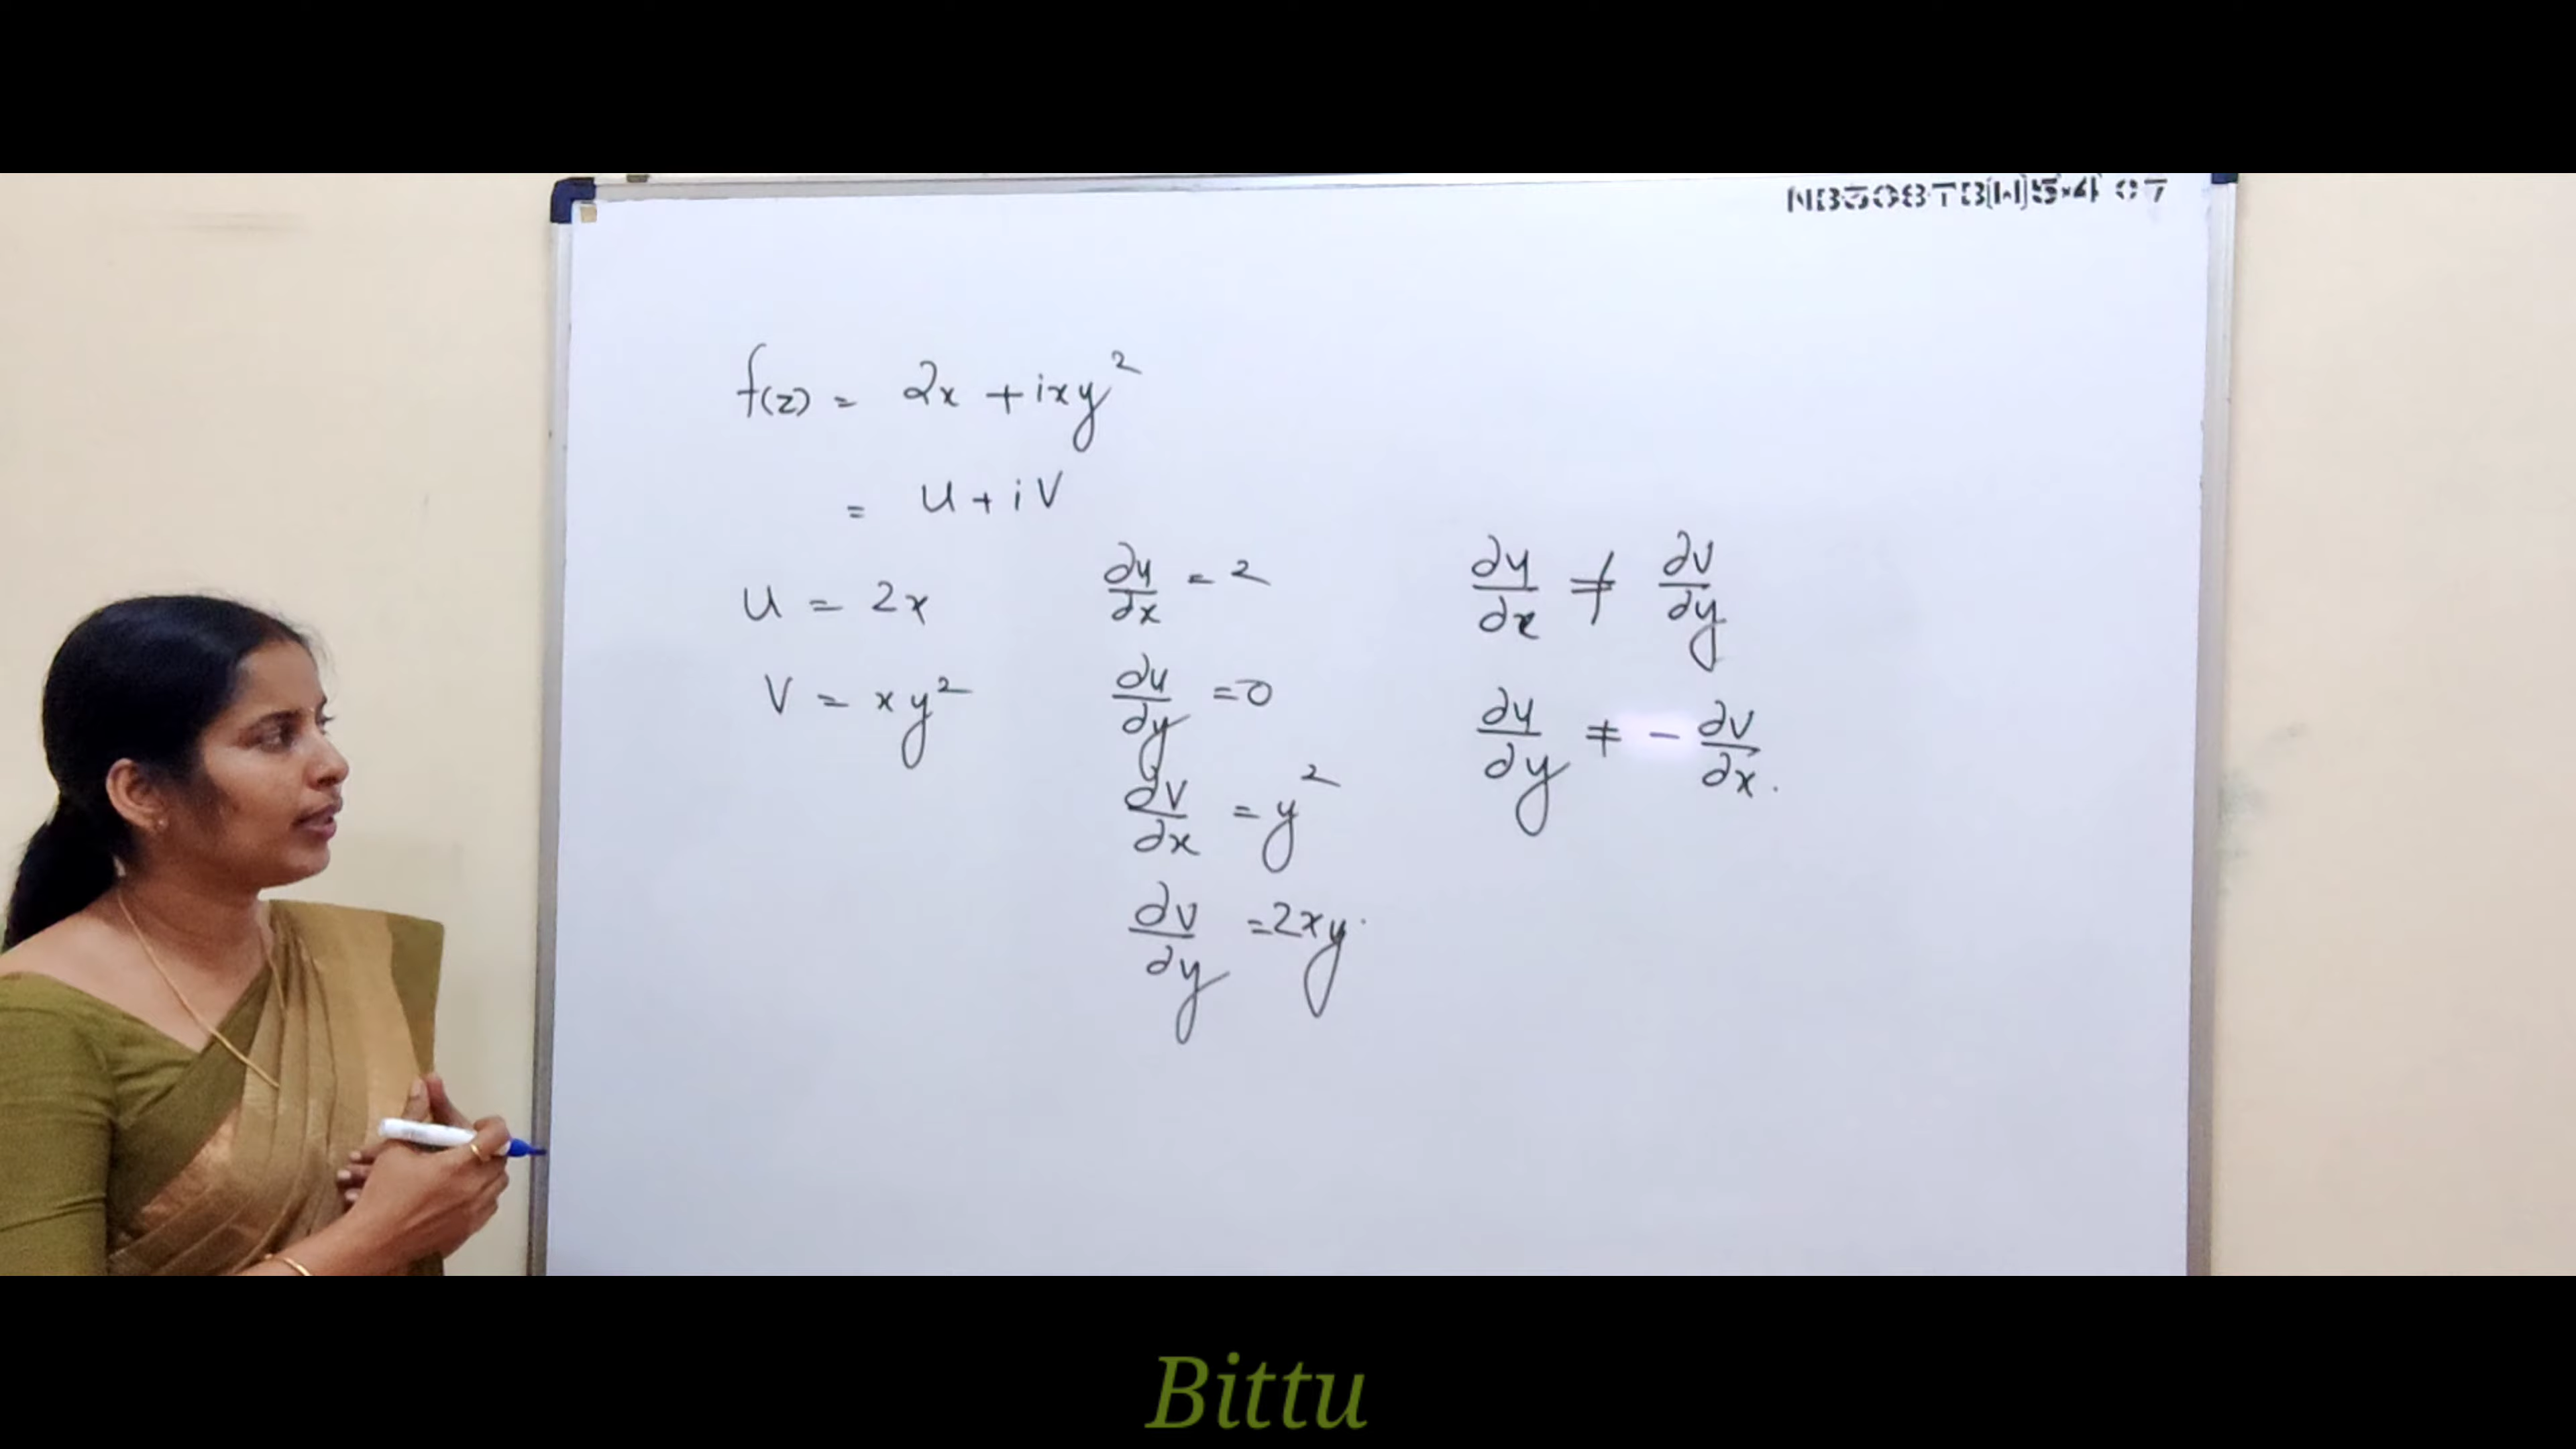 f(z) = 2x + ixy²
= u + iv
u = 2x
v = xy²
∂u/∂x = 2
∂u/∂y = 0
∂v/∂x = y²
∂v/∂y = 2xy.
∂u/∂x ≠ ∂v/∂y
∂u/∂y ≠ - ∂v/∂x.
Bittu